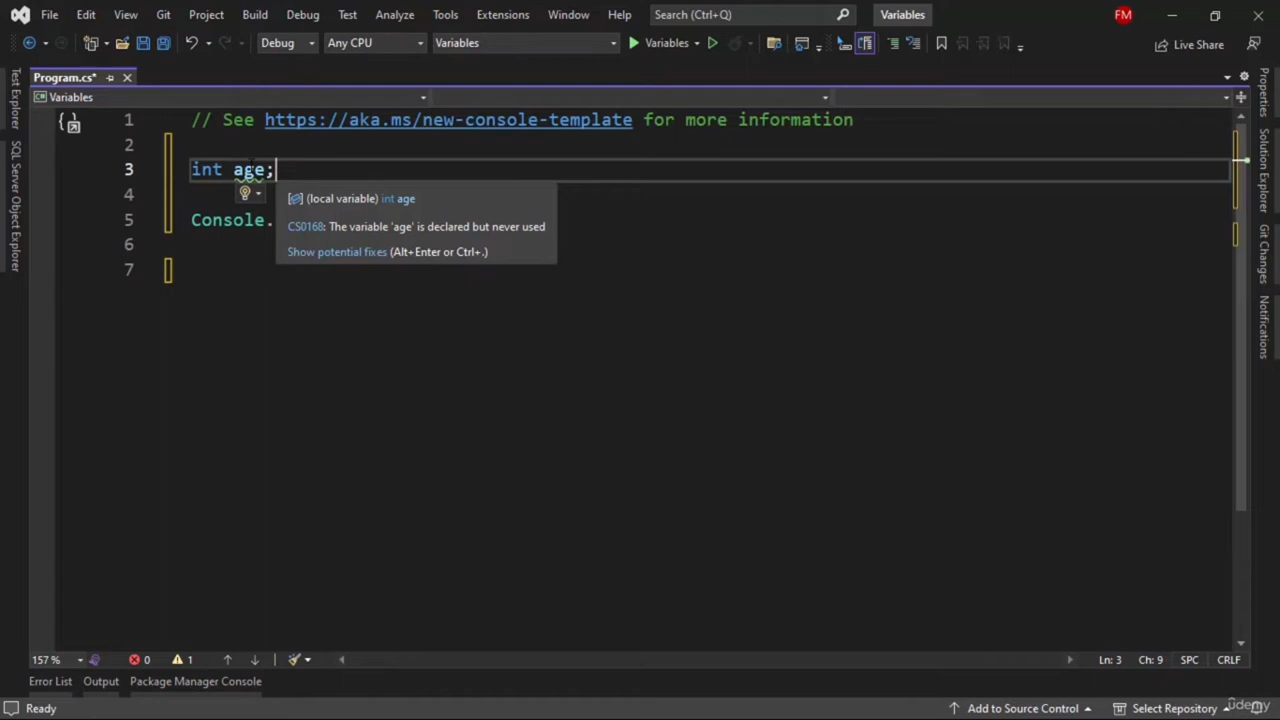 File Edit View Git Project Build Debug Test Analyze Tools Extensions Window Help Search (Ctrl+Q) Variables FM
Debug Any CPU Variables Variables Live Share
Program.cs*
Variables
1 // See https://aka.ms/new-console-template for more information
2
3 int age;
4
(local variable) int age
5 Console.
CS0168: The variable 'age' is declared but never used
6
Show potential fixes (Alt+Enter or Ctrl+.)
7
Test Explorer
SQL Server Object Explorer
Properties
Solution Explorer
Git Changes
Notifications
157 % 0 1 Ln: 3 Ch: 9 SPC CRLF
Error List Output Package Manager Console
Ready Add to Source Control Select Repository
ûdemy